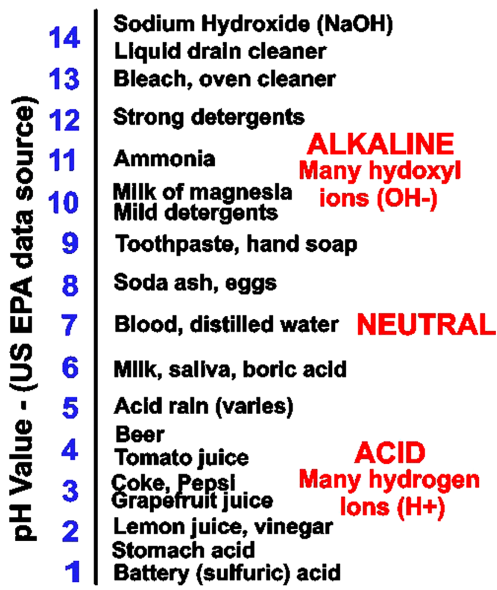 Sodium Hydroxide (NaOH)
14
Liquid drain cleaner
13 Bleach, oven cleaner
12 Strong detergents
ALKALINE
11 Ammonia
Many hydoxyl
ions (OH-)
Milk of magnesia
10
Mild detergents
9 Toothpaste, hand soap
8 Soda ash, eggs
7 Blood, distilled water NEUTRAL
6 Milk, saliva, boric acid
5 Acid rain (varies)
Beer
4
Tomato juice
ACID
Many hydrogen
Ions (H+)
Coke, Pepsi
3
Grapefruit juice
2 Lemon juice, vinegar
Stomach acid
1 Battery (sulfuric) acid
pH Value - (US EPA data source)